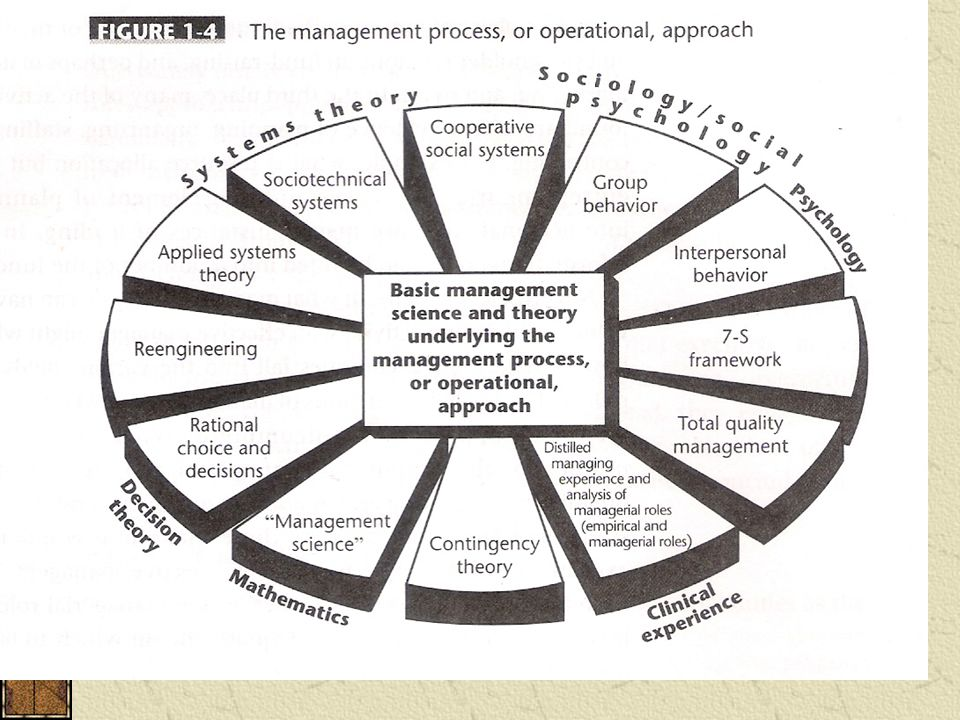 FIGURE 1-4 The management process, or operational, approach
Systems theory
Sociology/social
psychology
Psychology
Cooperative
social systems
Group
behavior
Interpersonal
behavior
7-S
framework
Total quality
management
Distilled
managing
experience and
analysis of
managerial roles
(empirical and
managerial roles)
Clinical
experience
Contingency
theory
“Management
science”
Mathematics
Rational
choice and
decisions
Decision
theory
Reengineering
Applied systems
theory
Sociotechnical
systems
Basic management
science and theory
underlying the
management process,
or operational,
approach